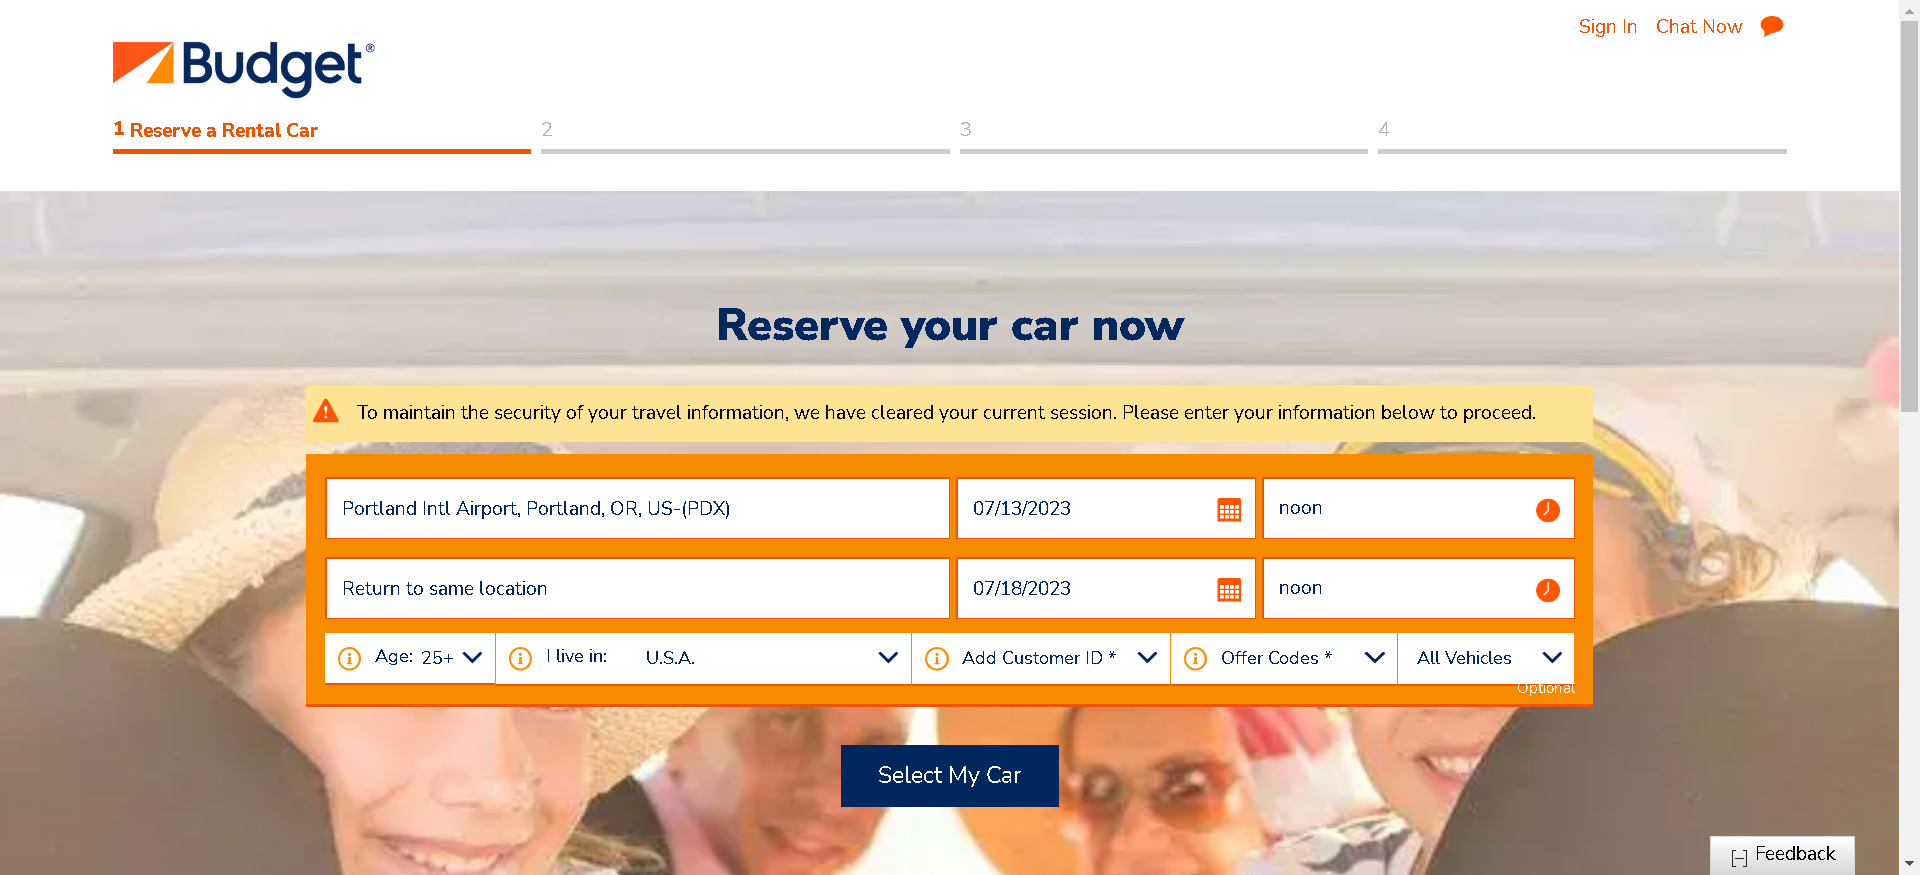 Sign In Chat Now
Budget®
1 Reserve a Rental Car 2 3 4
Reserve your car now
To maintain the security of your travel information, we have cleared your current session. Please enter your information below to proceed.
Portland Intl Airport, Portland, OR, US-(PDX) 07/13/2023 noon
Return to same location 07/18/2023 noon
Age: 25+ I live in: U.S.A. Add Customer ID * Offer Codes * All Vehicles
Optional
Select My Car
[-] Feedback